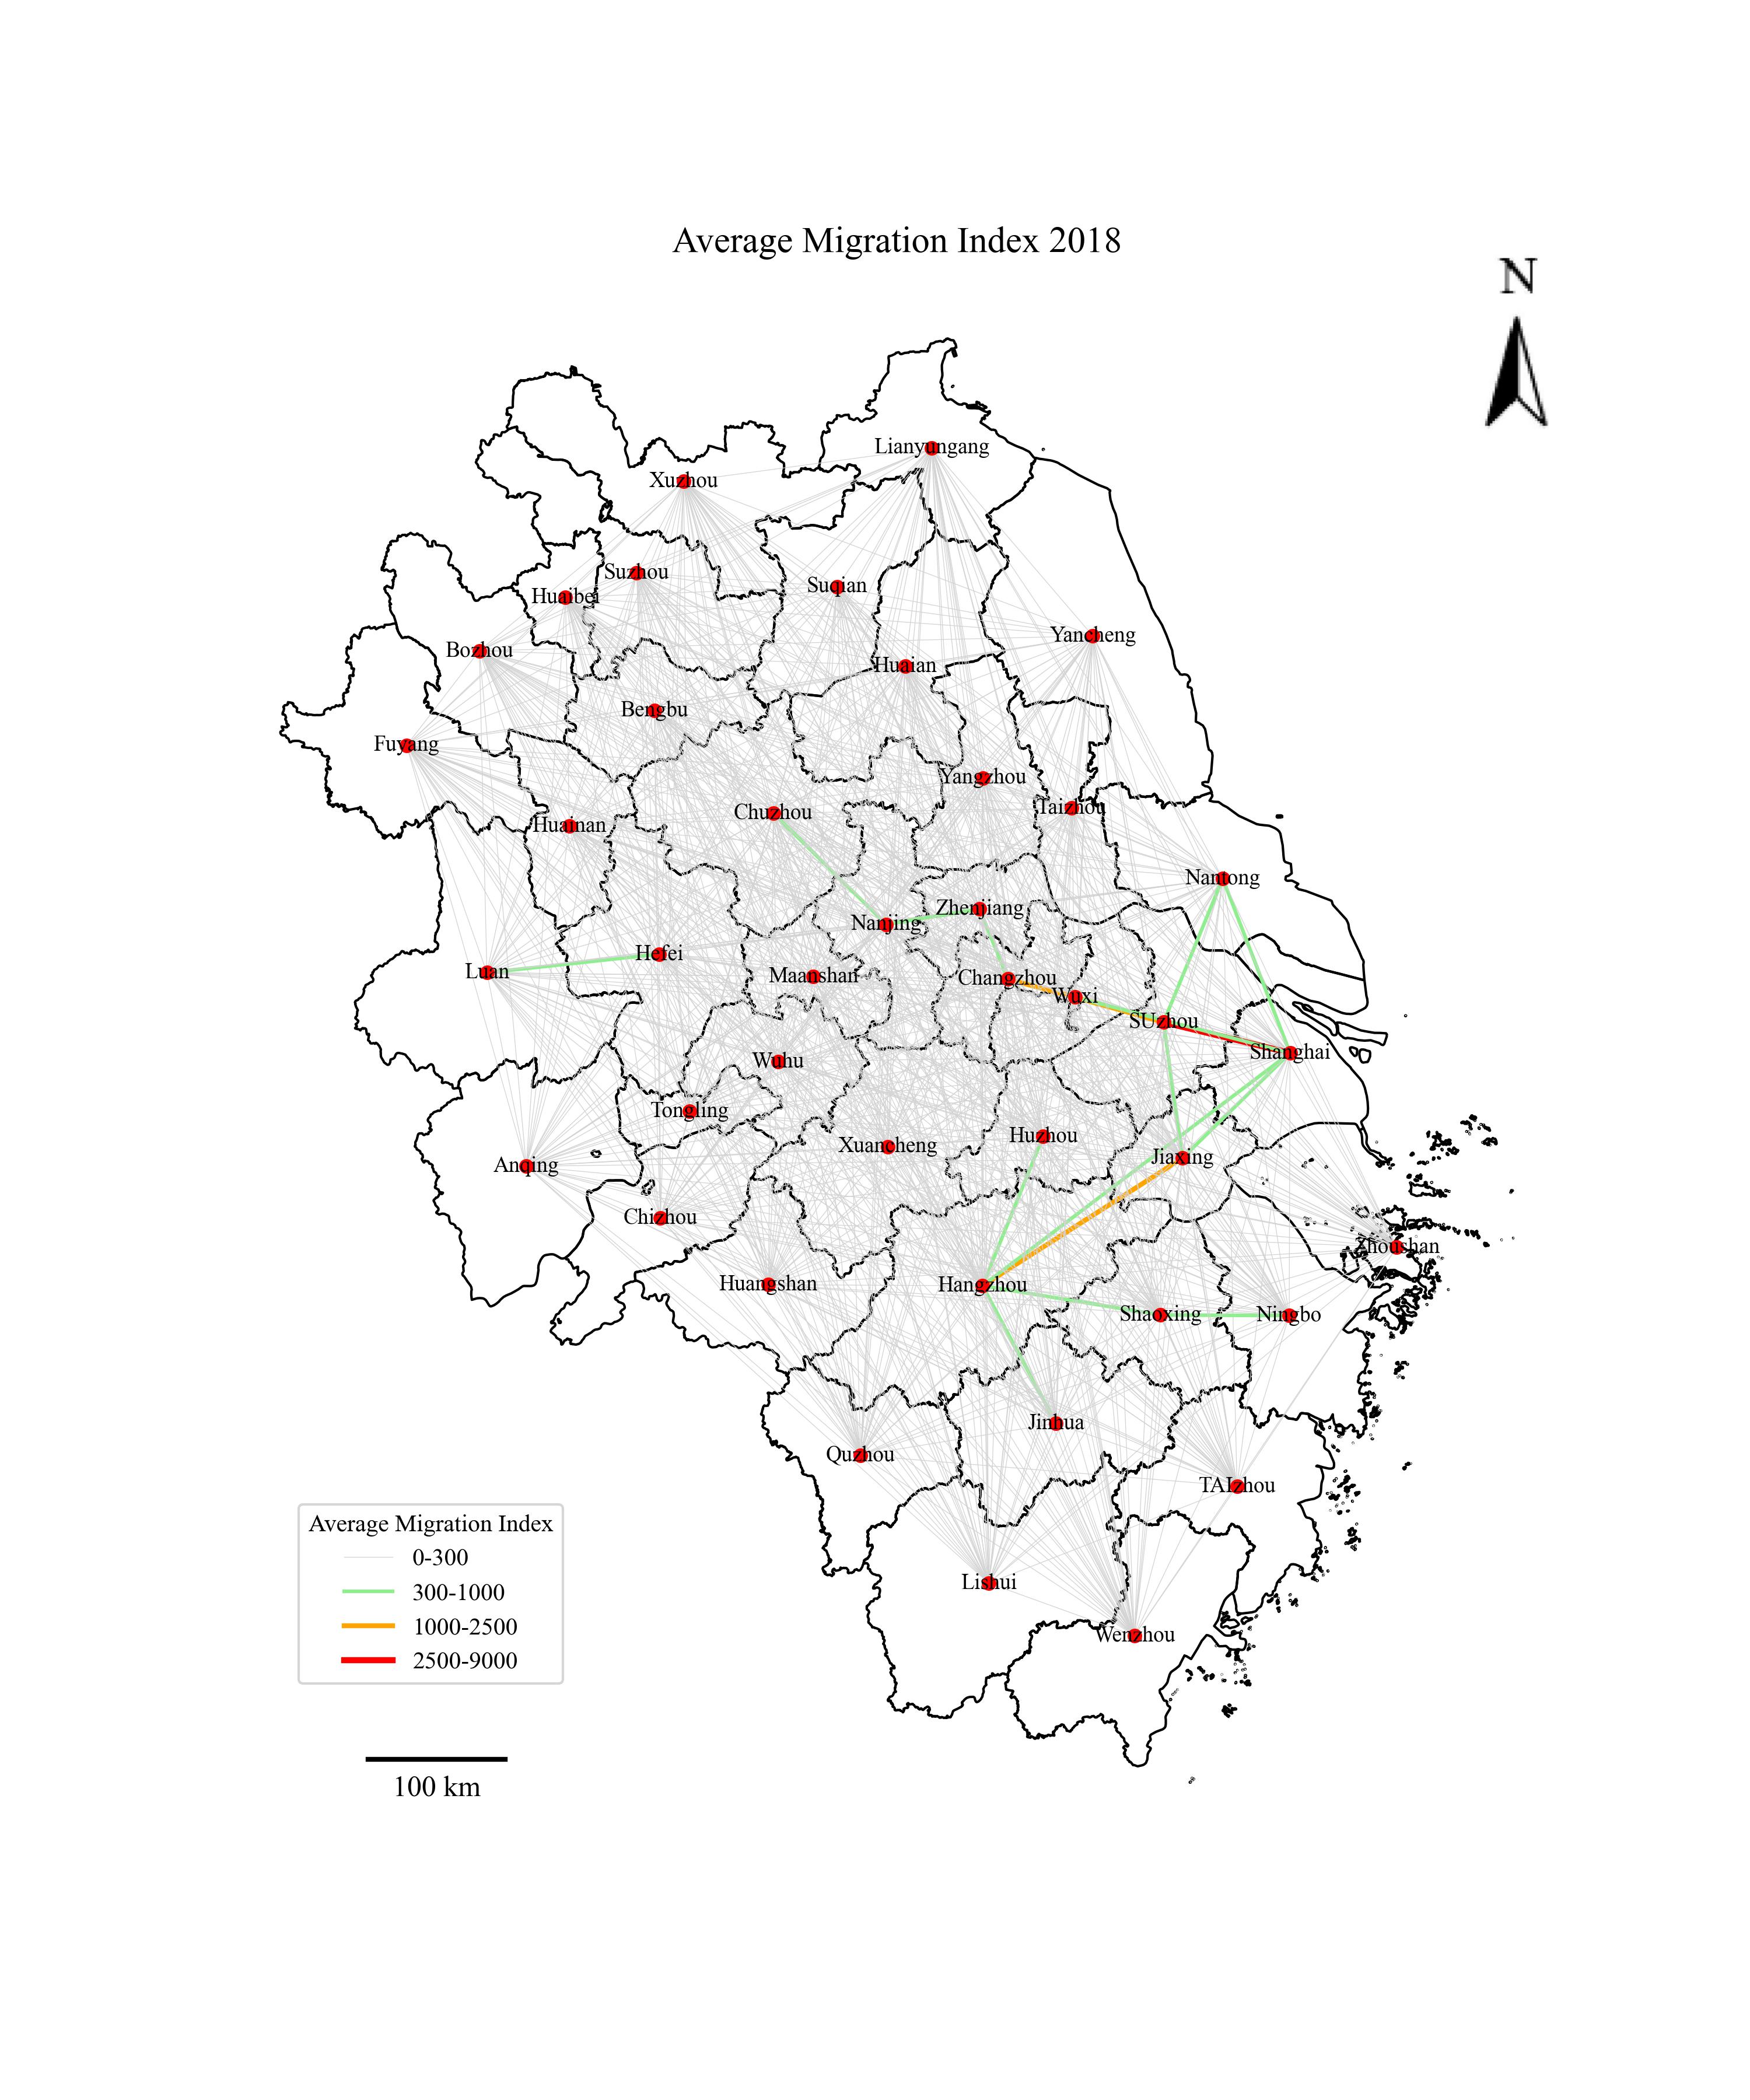 Average Migration Index 2018
N
Lianyungang
Xuzhou
Suzhou
Suqian
Huaibei
Yancheng
Bozhou
Huaian
Bengbu
Fuyang
Yangzhou
Taizhou
Chuzhou
Huainan
Nantong
Zhenjiang
Nanjing
Hefei
Luan
Maanshan
Changzhou
Wuxi
SUzhou
Shanghai
Wuhu
Tongling
Huzhou
Xuancheng
Jiaxing
Anqing
Chizhou
Zhoushan
Huangshan
Hangzhou
Shaoxing
Ningbo
Jinhua
Quzhou
TAIzhou
Lishui
Wenzhou
Average Migration Index
0-300
300-1000
1000-2500
2500-9000
100 km